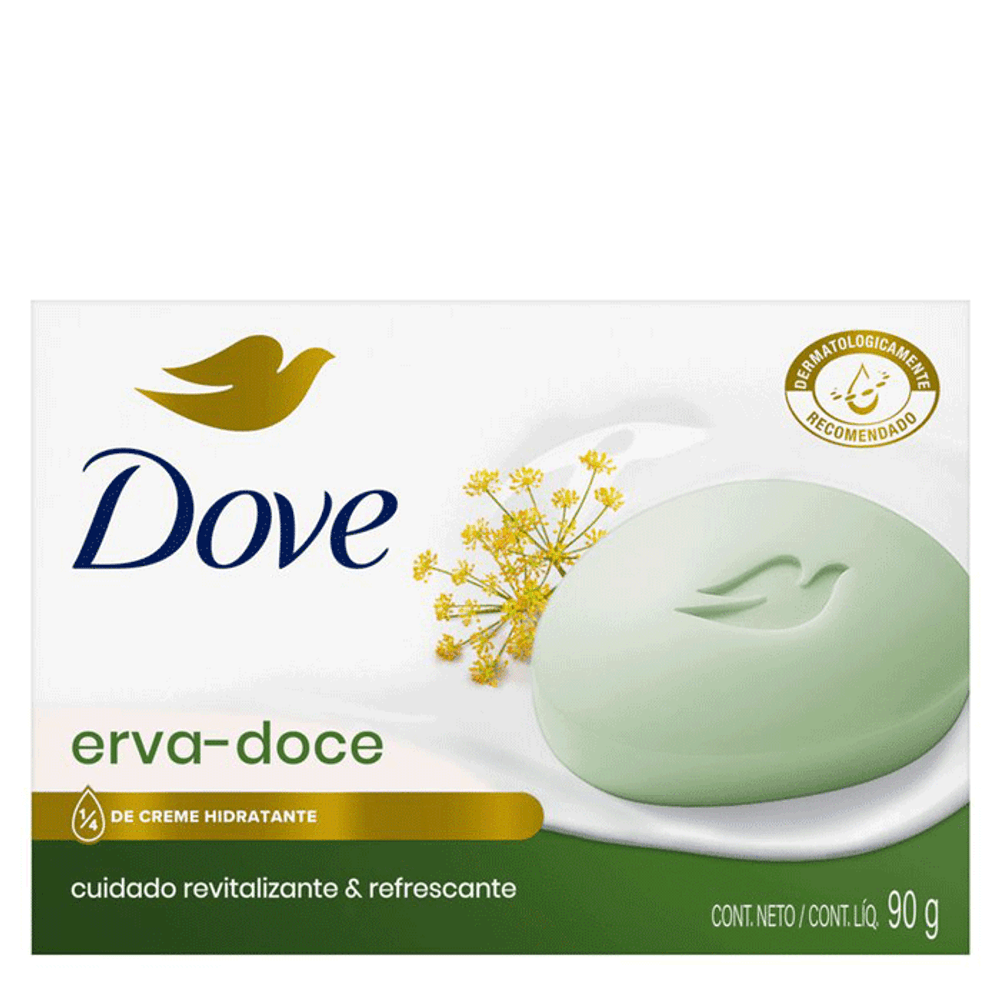 Dove
DERMATOLOGICAMENTE
RECOMENDADO
erva-doce
1/4 DE CREME HIDRATANTE
cuidado revitalizante & refrescante
CONT. NETO / CONT. LÍQ. 90 g